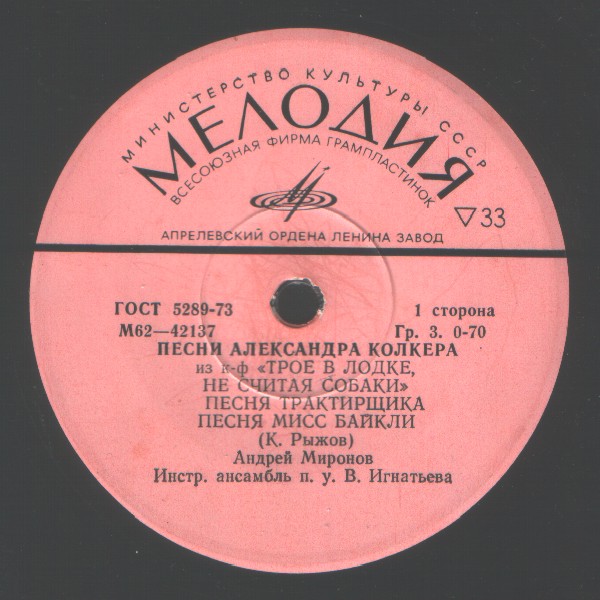 МИНИСТЕРСТВО КУЛЬТУРЫ СССР
МЕЛОДИЯ
ВСЕСОЮЗНАЯ ФИРМА ГРАМПЛАСТИНОК
▽33
АПРЕЛЕВСКИЙ ОРДЕНА ЛЕНИНА ЗАВОД
ГОСТ 5289-73 1 сторона
М62—42137 Гр. 3. 0-70
ПЕСНИ АЛЕКСАНДРА КОЛКЕРА
из к-ф «ТРОЕ В ЛОДКЕ,
НЕ СЧИТАЯ СОБАКИ»
ПЕСНЯ ТРАКТИРЩИКА
ПЕСНЯ МИСС БАЙКЛИ
(К. Рыжов)
Андрей Миронов
Инстр. ансамбль п. у. В. Игнатьева